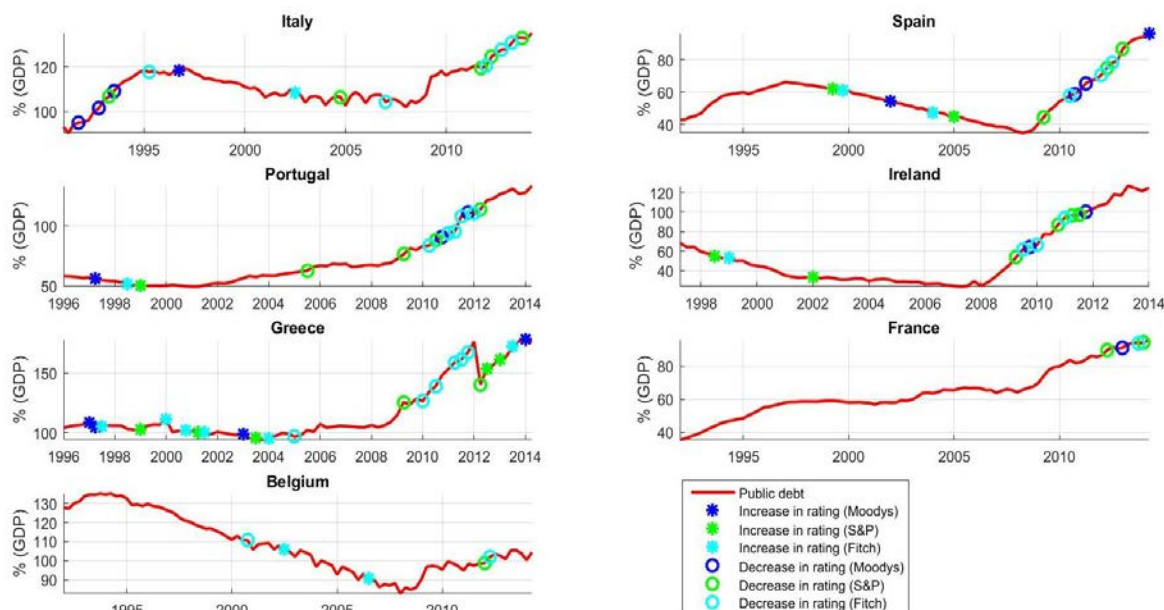 Italy
% (GDP)
120
100
1995 2000 2005 2010
Spain
% (GDP)
80
60
40
1995 2000 2005 2010
Portugal
% (GDP)
100
50
1996 1998 2000 2002 2004 2006 2008 2010 2012 2014
Ireland
% (GDP)
120
100
80
60
40
1998 2000 2002 2004 2006 2008 2010 2012 2014
Greece
% (GDP)
150
100
1996 1998 2000 2002 2004 2006 2008 2010 2012 2014
France
% (GDP)
80
60
40
1995 2000 2005 2010
Belgium
% (GDP)
130
120
110
100
90
1995 2000 2005 2010
Public debt
Increase in rating (Moodys)
Increase in rating (S&P)
Increase in rating (Fitch)
Decrease in rating (Moodys)
Decrease in rating (S&P)
Decrease in rating (Fitch)